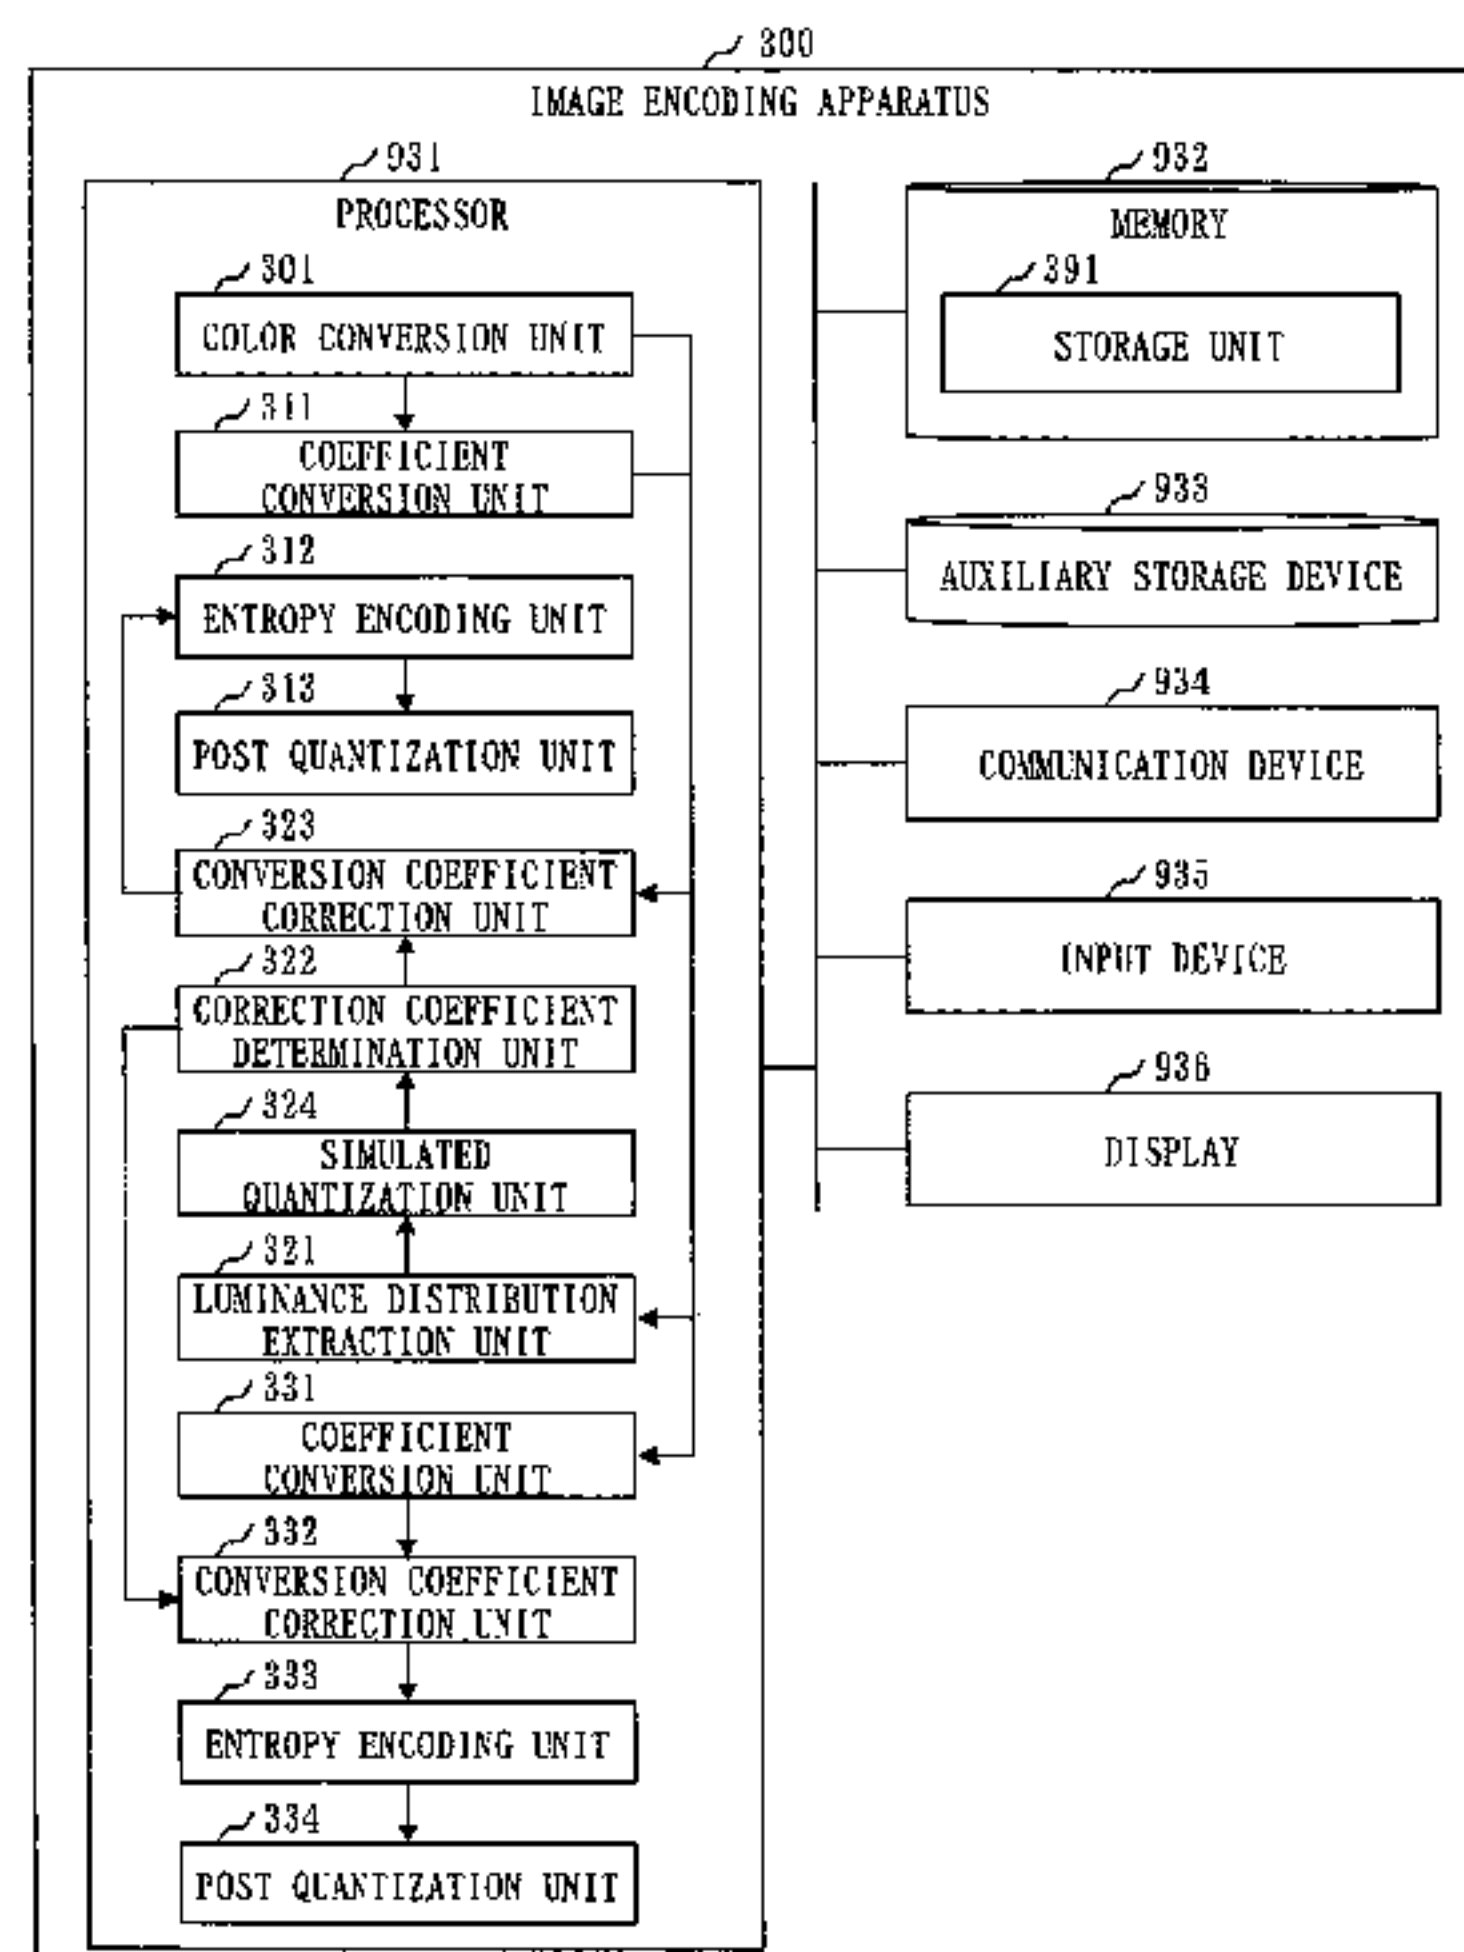 300
IMAGE ENCODING APPARATUS
931
PROCESSOR
301
COLOR CONVERSION UNIT
311
COEFFICIENT
CONVERSION UNIT
312
ENTROPY ENCODING UNIT
313
POST QUANTIZATION UNIT
323
CONVERSION COEFFICIENT
CORRECTION UNIT
322
CORRECTION COEFFICIENT
DETERMINATION UNIT
324
SIMULATED
QUANTIZATION UNIT
321
LUMINANCE DISTRIBUTION
EXTRACTION UNIT
331
COEFFICIENT
CONVERSION UNIT
332
CONVERSION COEFFICIENT
CORRECTION UNIT
333
ENTROPY ENCODING UNIT
334
POST QUANTIZATION UNIT
932
MEMORY
391
STORAGE UNIT
933
AUXILIARY STORAGE DEVICE
934
COMMUNICATION DEVICE
935
INPUT DEVICE
936
DISPLAY